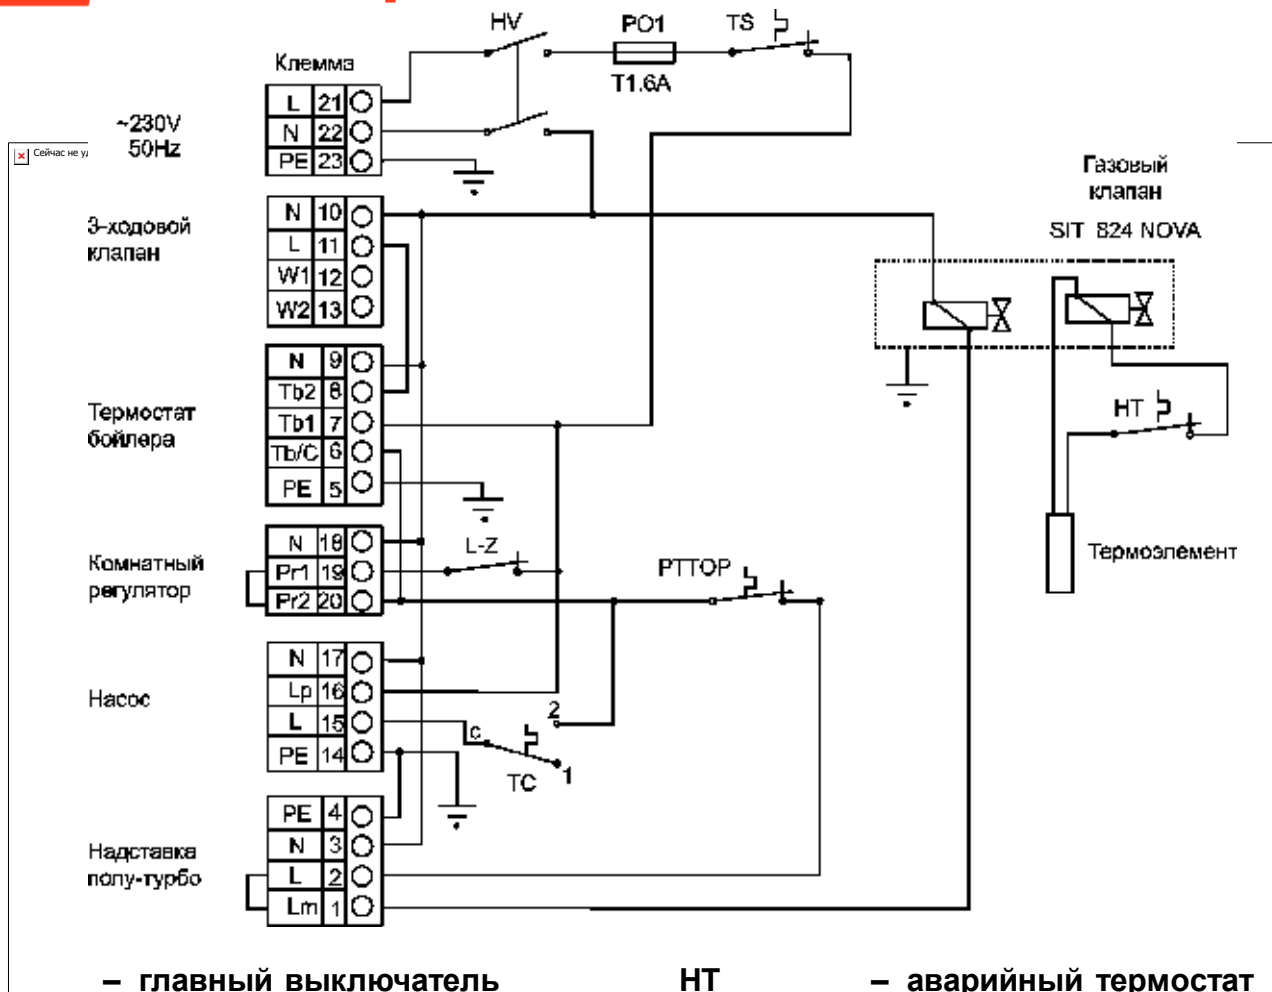 HV
PO1
TS
Клемма
T1.6A
~230V
50Hz
L 21
N 22
PE 23
Сейчас не
Газовый
клапан
SIT 824 NOVA
3-ходовой
клапан
N 10
L 11
W1 12
W2 13
Термостат
бойлера
N 9
Tb2 8
Tb1 7
Tb/C 6
PE 5
HT
Термоэлемент
Комнатный
регулятор
N 18
Pr1 19
Pr2 20
L-Z
PTTOP
Насос
N 17
Lp 16
L 15
PE 14
2
c
1
TC
Надставка
полу-турбо
PE 4
N 3
L 2
Lm 1
– главный выключатель HT – аварийный термостат